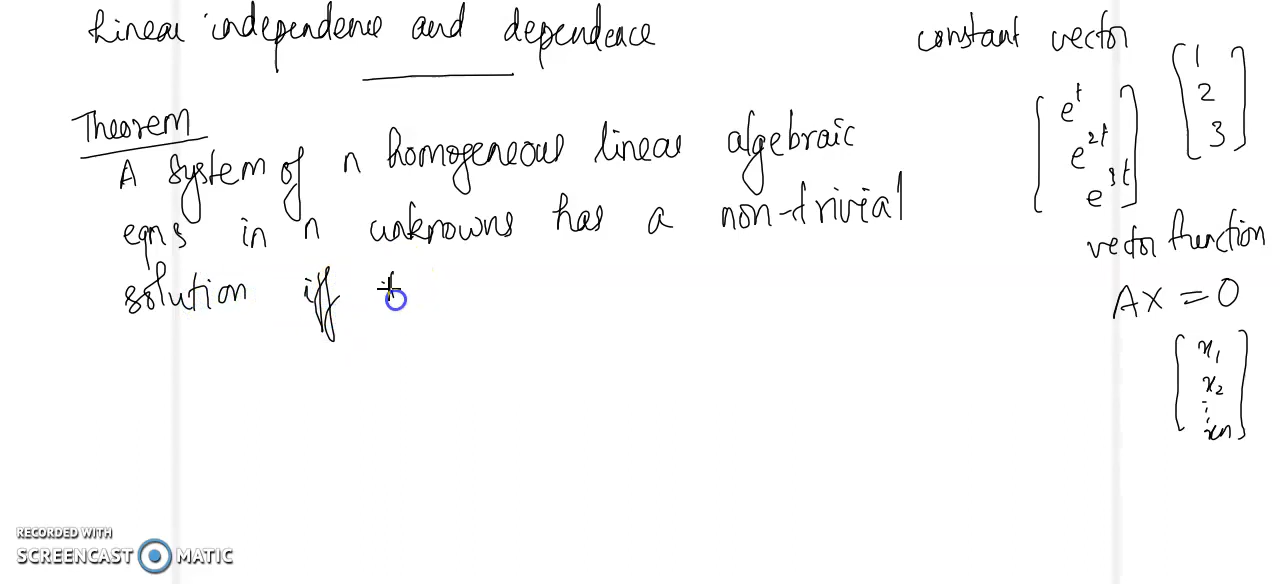 Linear independence and dependence
Theorem
A system of n homogeneous linear algebraic
eqns in n unknowns has a non-trivial
solution iff t
constant vector
1
2
3
e^t
e^2t
e^3t
vector function
AX = 0
x1
x2
⋮
xn
RECORDED WITH
SCREENCAST MATIC